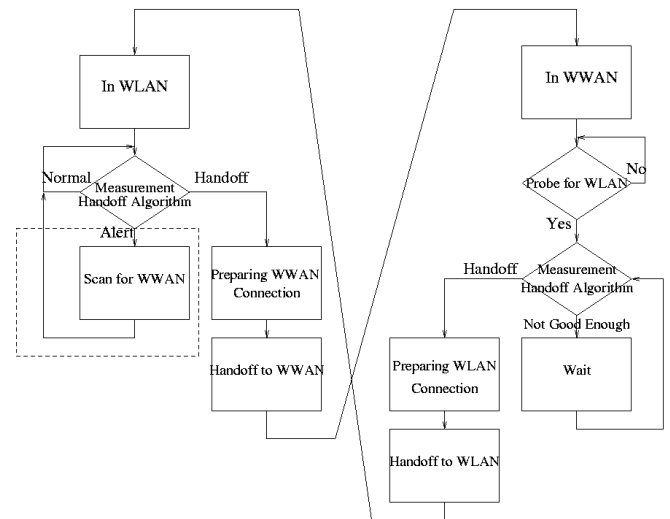 In WLAN
Normal
Measurement
Handoff Algorithm
Handoff
Alert
Scan for WWAN
Preparing WWAN
Connection
Handoff to WWAN
In WWAN
Probe for WLAN
No
Yes
Handoff
Measurement
Handoff Algorithm
Not Good Enough
Preparing WLAN
Connection
Wait
Handoff to WLAN